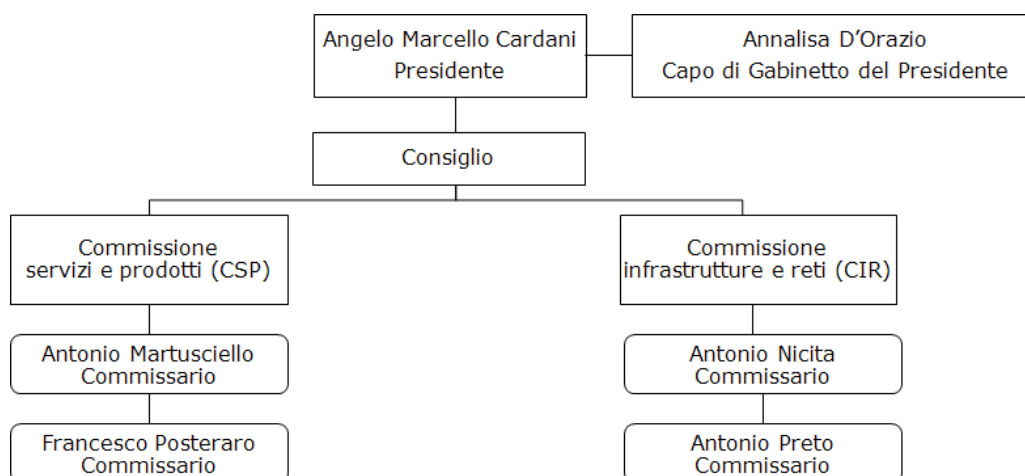 Angelo Marcello Cardani
Presidente
Annalisa D'Orazio
Capo di Gabinetto del Presidente
Consiglio
Commissione
servizi e prodotti (CSP)
Commissione
infrastrutture e reti (CIR)
Antonio Martusciello
Commissario
Antonio Nicita
Commissario
Francesco Posteraro
Commissario
Antonio Preto
Commissario